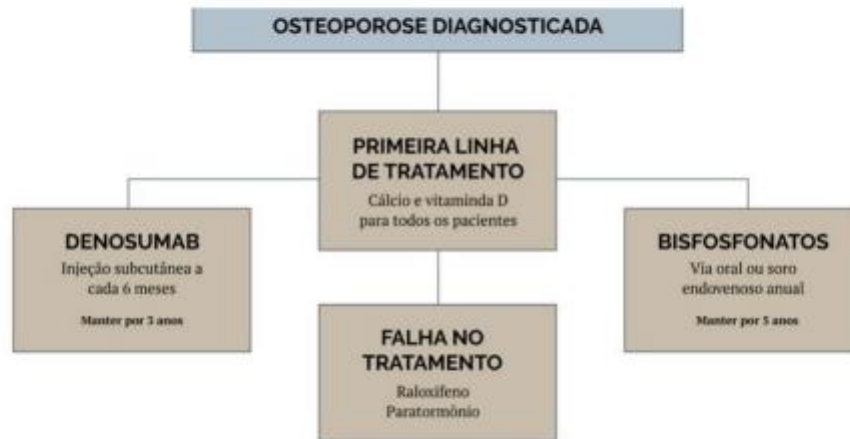 OSTEOPOROSE DIAGNOSTICADA
PRIMEIRA LINHA
DE TRATAMENTO
Cálcio e vitaminda D
para todos os pacientes
DENOSUMAB
Injeção subcutânea a
cada 6 meses
Manter por 3 anos
BISFOSFONATOS
Via oral ou soro
endovenoso anual
Manter por 5 anos
FALHA NO
TRATAMENTO
Raloxifeno
Paratormônio